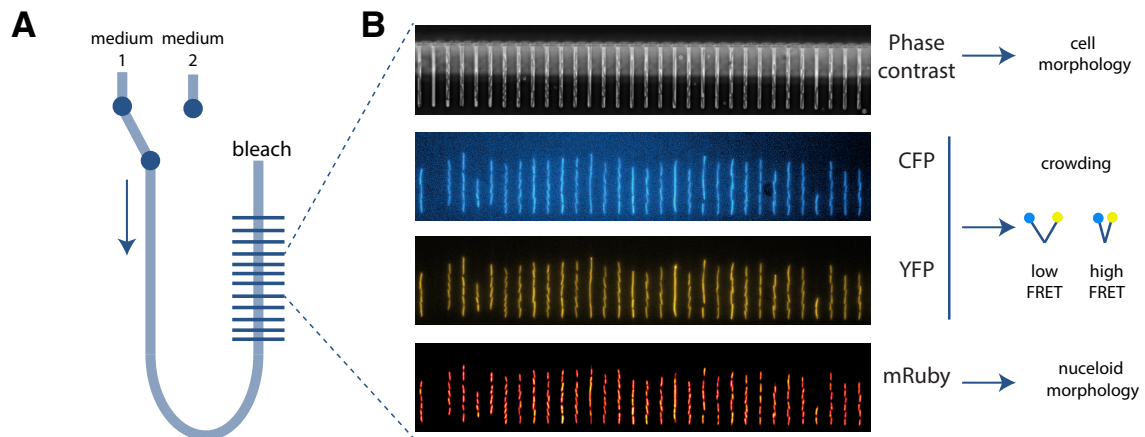 A
medium medium
1 2
bleach
B
Phase
contrast
cell
morphology
CFP
crowding
YFP
low
FRET
high
FRET
mRuby
nuceloid
morphology